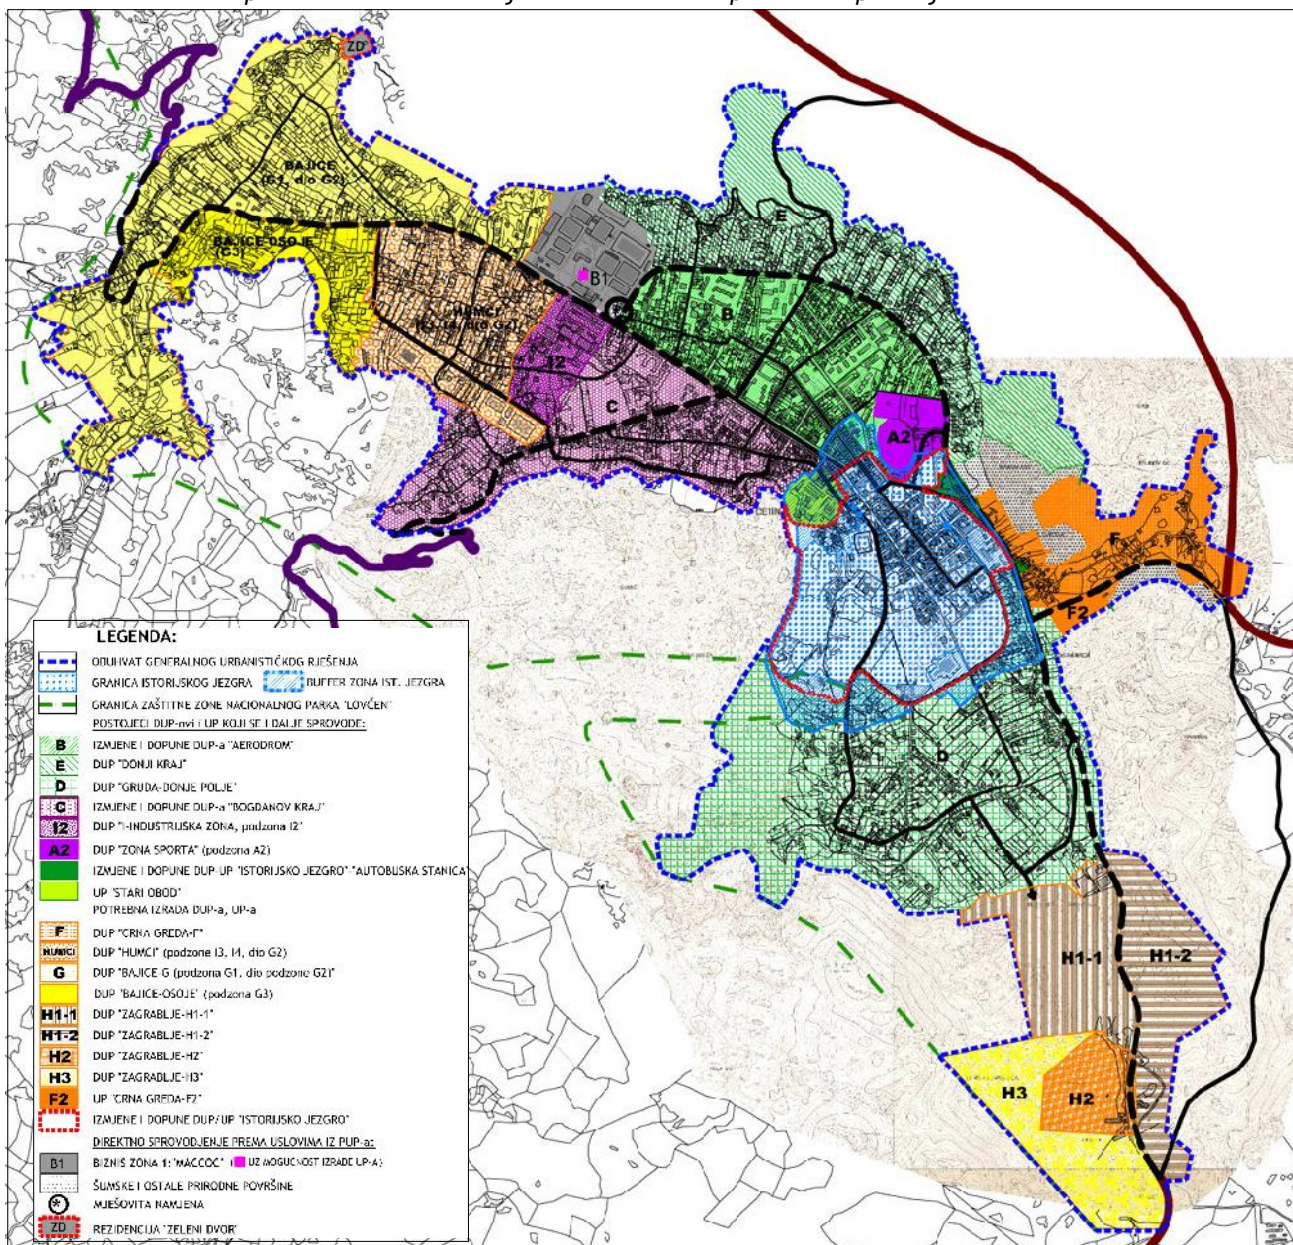 ZD
BAJICE
(G1, dio G2)
E
BAJICE-OSOJE
(G3)
B1
B
HUMCI
I2
C
A2
F
F2
D
H1-1
H1-2
H3
H2
LEGENDA:
OBUHVAT GENERALNOG URBANISTIČKOG RJEŠENJA
GRANICA ISTORIJSKOG JEZGRA BUFFER ZONA IST. JEZGRA
GRANICA ZAŠTITNE ZONE NACIONALNOG PARKA "LOVĆEN"
POSTOJEĆI DUP-ovi i UP KOJI SE I DALJE SPROVODE:
B IZMJENE I DOPUNE DUP-a "AERODROM"
E DUP "DONJI KRAJ"
D DUP "GRUDA-DONJE POLJE"
C IZMJENE I DOPUNE DUP-a "BOGDANOV KRAJ"
I2 DUP "I-INDUSTRIJSKA ZONA, podzona I2"
A2 DUP "ZONA SPORTA" (podzona A2)
IZMJENE I DOPUNE DUP-UP "ISTORIJSKO JEZGRO"-"AUTOBUSKA STANICA"
UP "STARI OBOD"
POTREBNA IZRADA DUP-a, UP-a
F DUP "CRNA GREDA-F"
HUMCI DUP "HUMCI" (podzone I3, I4, dio G2)
G DUP "BAJICE-G (podzona G1, dio podzone G2)"
DUP "BAJICE-OSOJE" (podzona G3)
H1-1 DUP "ZAGRABLJE-H1-1"
H1-2 DUP "ZAGRABLJE-H1-2"
H2 DUP "ZAGRABLJE-H2"
H3 DUP "ZAGRABLJE-H3"
F2 UP "CRNA GREDA-F2"
IZMJENE I DOPUNE DUP/UP "ISTORIJSKO JEZGRO"
DIREKTNO SPROVODJENJE PREMA USLOVIMA IZ PUP-a:
B1 BIZNIS ZONA 1: "MACCOC" ( UZ MOGUĆNOST IZRADE UP-A)
ŠUMSKE I OSTALE PRIRODNE POVRŠINE
MJEŠOVITA NAMJENA
ZD REZIDENCIJA "ZELENI DVOR"